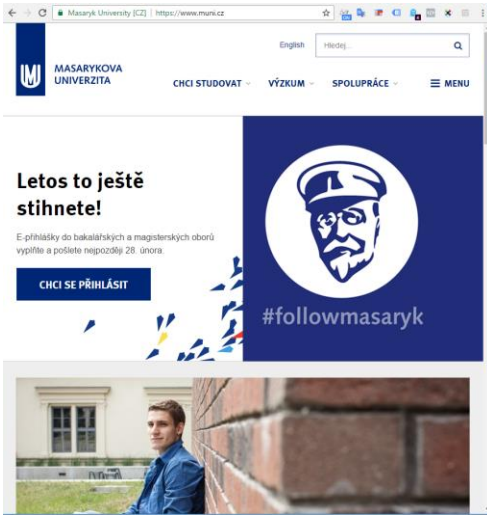 Masaryk University [CZ] | https://www.muni.cz
English
Hledej
MASARYKOVA
UNIVERZITA
CHCI STUDOVAT
VÝZKUM
SPOLUPRÁCE
MENU
Letos to ještě
stihnete!
E-přihlášky do bakalářských a magisterských oborů
vyplňte a pošlete nejpozději 28. února:
CHCI SE PŘIHLÁSIT
#followmasaryk